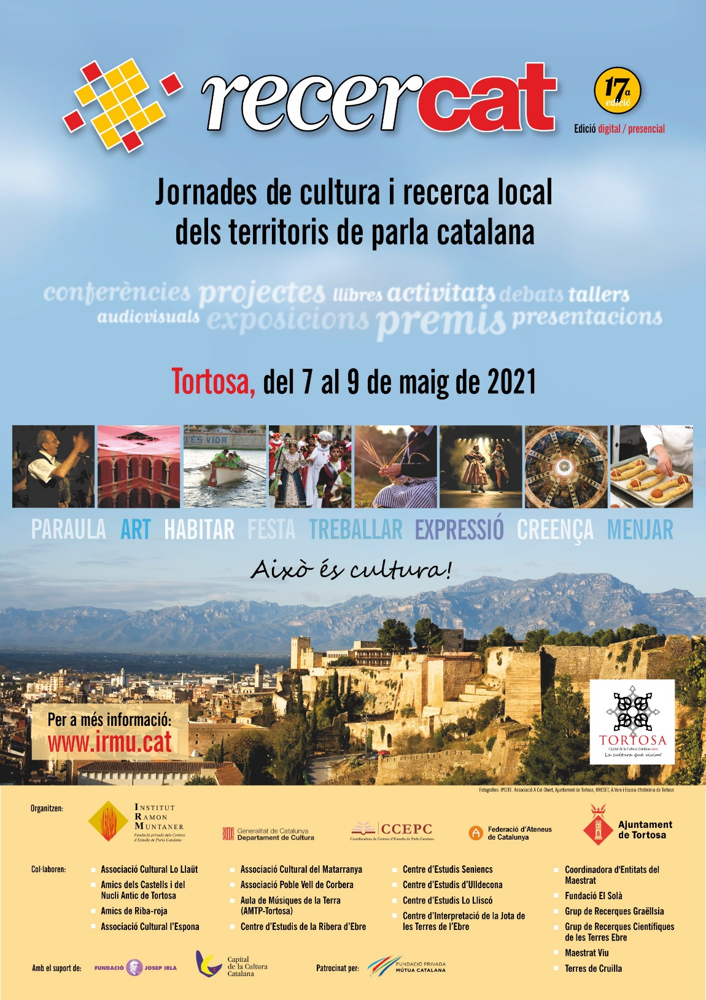 recercat
17a
edició
Edició digital / presencial
Jornades de cultura i recerca local
dels territoris de parla catalana
conferències projectes llibres activitats debats tallers
audiovisuals exposicions premis presentacions
Tortosa, del 7 al 9 de maig de 2021
J ÉS VIDA
PARAULA ART HABITAR FESTA TREBALLAR EXPRESSIÓ CREENÇA MENJAR
Això és cultura!
Per a més informació:
www.irmu.cat
TORTOSA
Capital de la Cultura Catalana 2021
La cultura que vivim!
Fotografies: IPCITE, Associació A Cel Obert, Ajuntament de Tortosa, RRESET, A Vore i Escola d'hoteleria de Tortosa
Organitzen:
INSTITUT
RAMON
MUNTANER
Fundació privada dels Centres
d'Estudis de Parla Catalana
Generalitat de Catalunya
Departament de Cultura
CCEPC
Coordinadora de Centres d'Estudis de Parla Catalana
Federació d'Ateneus
de Catalunya
Ajuntament
de Tortosa
Col·laboren:
Associació Cultural Lo Llaüt
Amics dels Castells i del
Nucli Antic de Tortosa
Amics de Riba-roja
Associació Cultural l'Espona
Associació Cultural del Matarranya
Associació Poble Vell de Corbera
Aula de Músiques de la Terra
(AMTP-Tortosa)
Centre d'Estudis de la Ribera d'Ebre
Centre d'Estudis Seniencs
Centre d'Estudis d'Ulldecona
Centre d'Estudis Lo Lliscó
Centre d'Interpretació de la Jota de
les Terres de l'Ebre
Coordinadora d'Entitats del
Maestrat
Fundació El Solà
Grup de Recerques Graëllsia
Grup de Recerques Científiques
de les Terres Ebre
Maestrat Viu
Terres de Cruilla
Amb el suport de:
FUNDACIÓ JOSEP IRLA
Capital
de la Cultura
Catalana
Patrocinat per:
FUNDACIÓ PRIVADA
MÚTUA CATALANA